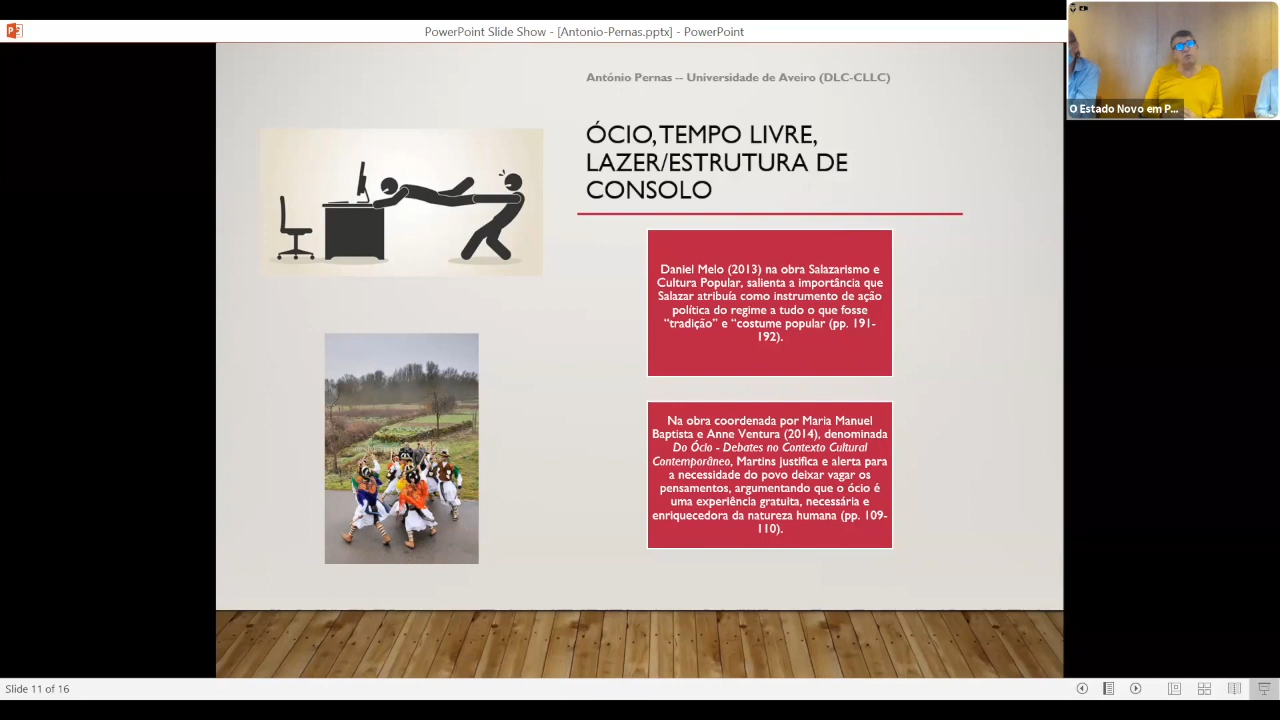 PowerPoint Slide Show - [Antonio-Pernas.pptx] - PowerPoint
O Estado Novo em P...
António Pernas -- Universidade de Aveiro (DLC-CLLC)
ÓCIO, TEMPO LIVRE,
LAZER/ESTRUTURA DE
CONSOLO
Daniel Melo (2013) na obra Salazarismo e
Cultura Popular, salienta a importância que
Salazar atribuía como instrumento de ação
política do regime a tudo o que fosse
“tradição” e “costume popular (pp. 191-
192).
Na obra coordenada por Maria Manuel
Baptista e Anne Ventura (2014), denominada
Do Ócio - Debates no Contexto Cultural
Contemporâneo, Martins justifica e alerta para
a necessidade do povo deixar vagar os
pensamentos, argumentando que o ócio é
uma experiência gratuita, necessária e
enriquecedora da natureza humana (pp. 109-
110).
Slide 11 of 16